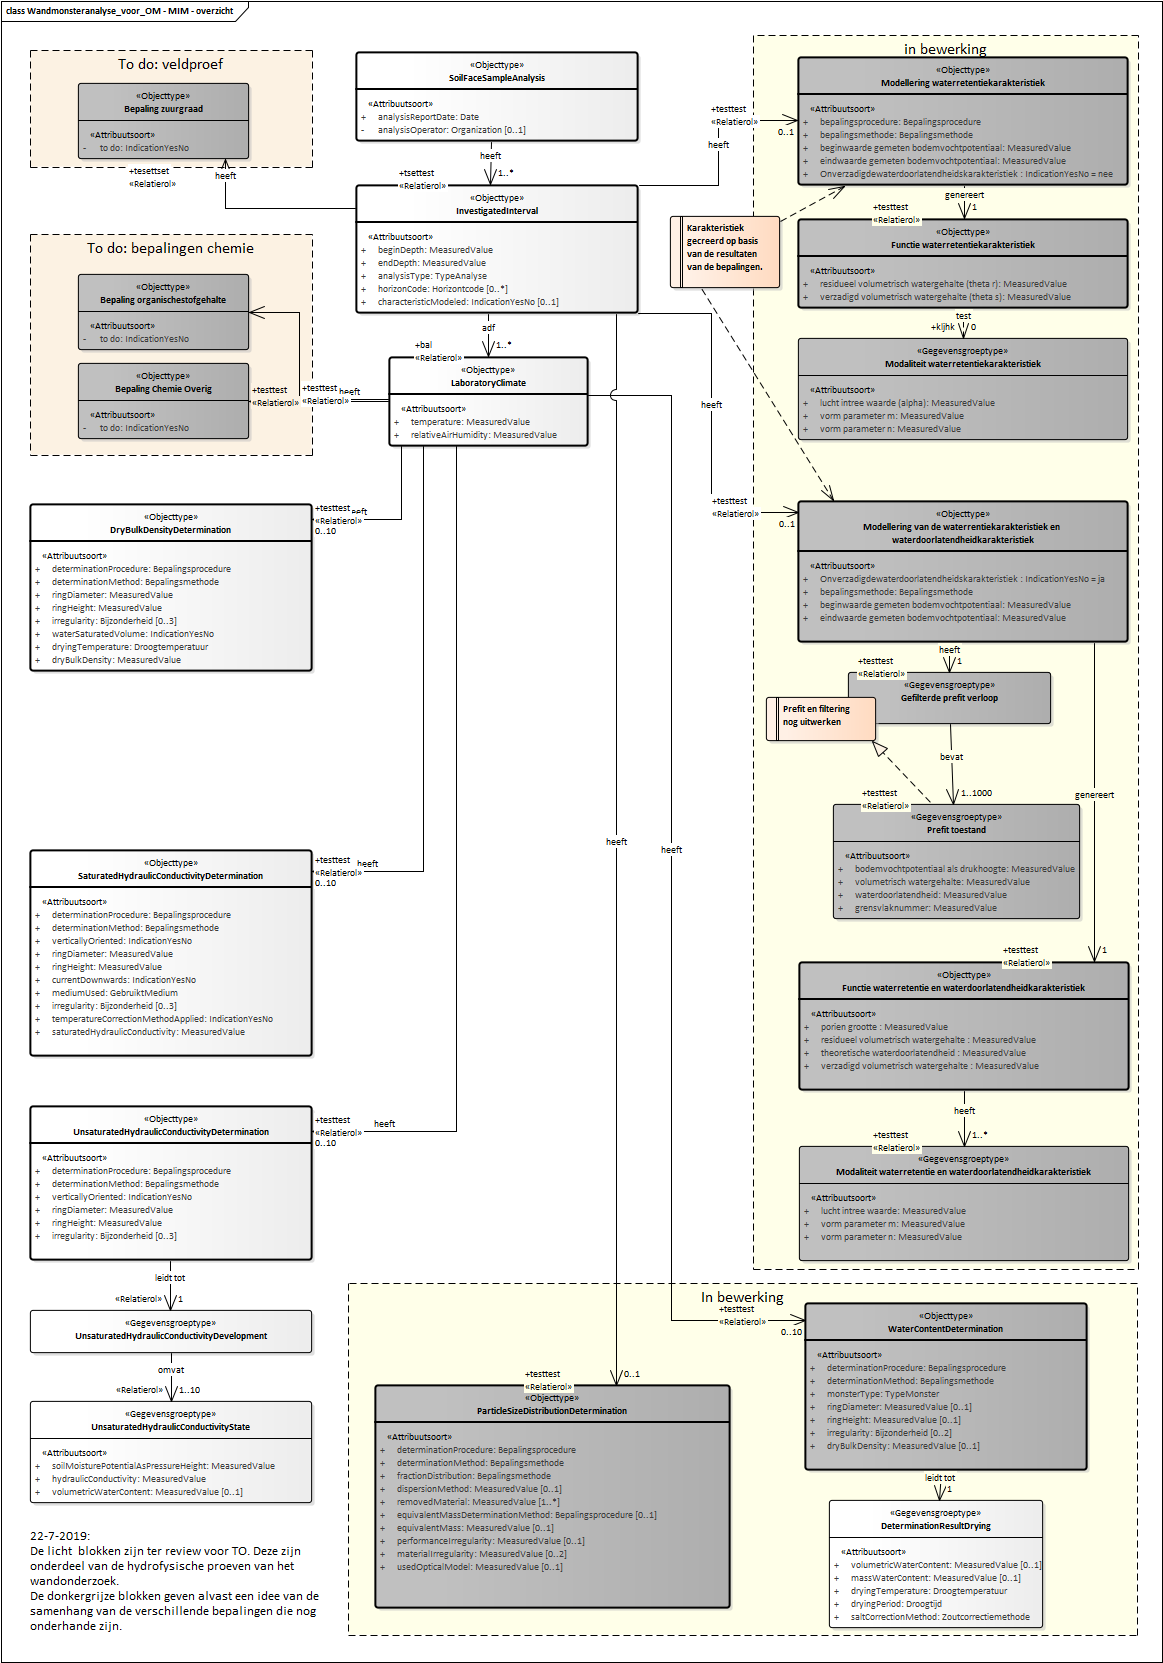 class Wandmonsteranalyse_voor_OM - MIM - overzicht
To do: veldproef
«Objecttype»
Bepaling zuurgraad
«Attribuutsoort»
- to do: IndicationYesNo
+tesettset
«Relatierol»
heeft
«Objecttype»
SoilFaceSampleAnalysis
«Attribuutsoort»
+ analysisReportDate: Date
- analysisOperator: Organization [0..1]
heeft
1..*
+tsettest
«Relatierol»
«Objecttype»
InvestigatedInterval
«Attribuutsoort»
+ beginDepth: MeasuredValue
+ endDepth: MeasuredValue
+ analysisType: TypeAnalyse
+ horizonCode: Horizontcode [0..*]
+ characteristicModeled: IndicationYesNo [0..1]
adf
1..*
+bal
«Relatierol»
«Objecttype»
LaboratoryClimate
«Attribuutsoort»
+ temperature: MeasuredValue
+ relativeAirHumidity: MeasuredValue
To do: bepalingen chemie
«Objecttype»
Bepaling organischestofgehalte
«Attribuutsoort»
- to do: IndicationYesNo
«Objecttype»
Bepaling Chemie Overig
«Attribuutsoort»
- to do: IndicationYesNo
+testtest
«Relatierol»
+testtest
«Relatierol»
heeft
in bewerking
+testtest
«Relatierol»
0..1
heeft
«Objecttype»
Modellering waterretentiekarakteristiek
«Attribuutsoort»
+ bepalingsprocedure: Bepalingsprocedure
+ bepalingsmethode: Bepalingsmethode
+ beginwaarde gemeten bodemvochtpotentiaal: MeasuredValue
+ eindwaarde gemeten bodemvochtpotentiaal: MeasuredValue
+ Onverzadigdewaterdoorlatendheidskarakteristiek : IndicationYesNo = nee
genereert
1
+testtest
«Relatierol»
Karakteristiek
gecreerd op basis
van de resultaten
van de bepalingen.
«Objecttype»
Functie waterretentiekarakteristiek
«Attribuutsoort»
+ residueel volumetrisch watergehalte (theta r): MeasuredValue
+ verzadigd volumetrisch watergehalte (theta s): MeasuredValue
test
+kljhk
0
«Gegevensgroeptype»
Modaliteit waterretentiekarakteristiek
«Attribuutsoort»
+ lucht intree waarde (alpha): MeasuredValue
+ vorm parameter m: MeasuredValue
+ vorm parameter n: MeasuredValue
heeft
+testtest
«Relatierol»
0..1
«Objecttype»
Modellering van de waterrentiekarakteristiek en
waterdoorlatendheidkarakteristiek
«Attribuutsoort»
+ Onverzadigdewaterdoorlatendheidskarakteristiek : IndicationYesNo = ja
+ bepalingsmethode: Bepalingsmethode
+ beginwaarde gemeten bodemvochtpotentiaal: MeasuredValue
+ eindwaarde gemeten bodemvochtpotentiaal: MeasuredValue
heeft
1
+testtest
«Relatierol»
«Gegevensgroeptype»
Gefilterde prefit verloop
Prefit en filtering
nog uitwerken
bevat
1..1000
genereert
+testtest
«Relatierol»
«Gegevensgroeptype»
Prefit toestand
«Attribuutsoort»
+ bodemvochtpotentiaal als drukhoogte: MeasuredValue
+ volumetrisch watergehalte: MeasuredValue
+ waterdoorlatendheid: MeasuredValue
+ grensvlaknummer: MeasuredValue
+testtest
«Relatierol»
1
«Objecttype»
Functie waterretentie en waterdoorlatendheidkarakteristiek
«Attribuutsoort»
+ porien grootte : MeasuredValue
+ residueel volumetrisch watergehalte : MeasuredValue
+ theoretische waterdoorlatendheid : MeasuredValue
+ verzadigd volumetrisch watergehalte : MeasuredValue
heeft
1..*
+testtest
«Relatierol»
«Gegevensgroeptype»
Modaliteit waterretentie en waterdoorlatendheidkarakteristiek
«Attribuutsoort»
+ lucht intree waarde: MeasuredValue
+ vorm parameter m: MeasuredValue
+ vorm parameter n: MeasuredValue
«Objecttype»
DryBulkDensityDetermination
«Attribuutsoort»
+ determinationProcedure: Bepalingsprocedure
+ determinationMethod: Bepalingsmethode
+ ringDiameter: MeasuredValue
+ ringHeight: MeasuredValue
+ irregularity: Bijzonderheid [0..3]
+ waterSaturatedVolume: IndicationYesNo
+ dryingTemperature: Droogtemperatuur
+ dryBulkDensity: MeasuredValue
+testtest
heeft
«Relatierol»
0..10
«Objecttype»
SaturatedHydraulicConductivityDetermination
«Attribuutsoort»
+ determinationProcedure: Bepalingsprocedure
+ determinationMethod: Bepalingsmethode
+ verticallyOriented: IndicationYesNo
+ ringDiameter: MeasuredValue
+ ringHeight: MeasuredValue
+ currentDownwards: IndicationYesNo
+ mediumUsed: GebruiktMedium
+ irregularity: Bijzonderheid [0..3]
+ temperatureCorrectionMethodApplied: IndicationYesNo
+ saturatedHydraulicConductivity: MeasuredValue
+testtest
heeft
«Relatierol»
0..10
heeft
heeft
«Objecttype»
UnsaturatedHydraulicConductivityDetermination
«Attribuutsoort»
+ determinationProcedure: Bepalingsprocedure
+ determinationMethod: Bepalingsmethode
+ verticallyOriented: IndicationYesNo
+ ringDiameter: MeasuredValue
+ ringHeight: MeasuredValue
+ irregularity: Bijzonderheid [0..3]
+testtest
«Relatierol»
0..10
heeft
leidt tot
«Relatierol»
1
«Gegevensgroeptype»
UnsaturatedHydraulicConductivityDevelopment
omvat
«Relatierol»
1..10
«Gegevensgroeptype»
UnsaturatedHydraulicConductivityState
«Attribuutsoort»
+ soilMoisturePotentialAsPressureHeight: MeasuredValue
+ hydraulicConductivity: MeasuredValue
+ volumetricWaterContent: MeasuredValue [0..1]
22-7-2019:
De licht blokken zijn ter review voor TO. Deze zijn
onderdeel van de hydrofysische proeven van het
wandonderzoek.
De donkergrijze blokken geven alvast een idee van de
samenhang van de verschillende bepalingen die nog
onderhande zijn.
In bewerking
+testtest
«Relatierol»
0..10
+testtest
«Relatierol»
0..1
«Objecttype»
ParticleSizeDistributionDetermination
«Attribuutsoort»
+ determinationProcedure: Bepalingsprocedure
+ determinationMethod: Bepalingsmethode
+ fractionDistribution: Bepalingsmethode
+ dispersionMethod: MeasuredValue [0..1]
+ removedMaterial: MeasuredValue [1..*]
+ equivalentMassDeterminationMethod: Bepalingsprocedure [0..1]
+ equivalentMass: MeasuredValue [0..1]
+ performanceIrregularity: MeasuredValue [0..1]
+ materialIrregularity: MeasuredValue [0..2]
+ usedOpticalModel: MeasuredValue [0..1]
«Objecttype»
WaterContentDetermination
«Attribuutsoort»
+ determinationProcedure: Bepalingsprocedure
+ determinationMethod: Bepalingsmethode
+ monsterType: TypeMonster
+ ringDiameter: MeasuredValue [0..1]
+ ringHeight: MeasuredValue [0..1]
+ irregularity: Bijzonderheid [0..2]
+ dryBulkDensity: MeasuredValue [0..1]
leidt tot
1
«Gegevensgroeptype»
DeterminationResultDrying
«Attribuutsoort»
+ volumetricWaterContent: MeasuredValue [0..1]
+ massWaterContent: MeasuredValue [0..1]
+ dryingTemperature: Droogtemperatuur
+ dryingPeriod: Droogtijd
+ saltCorrectionMethod: Zoutcorrectiemethode